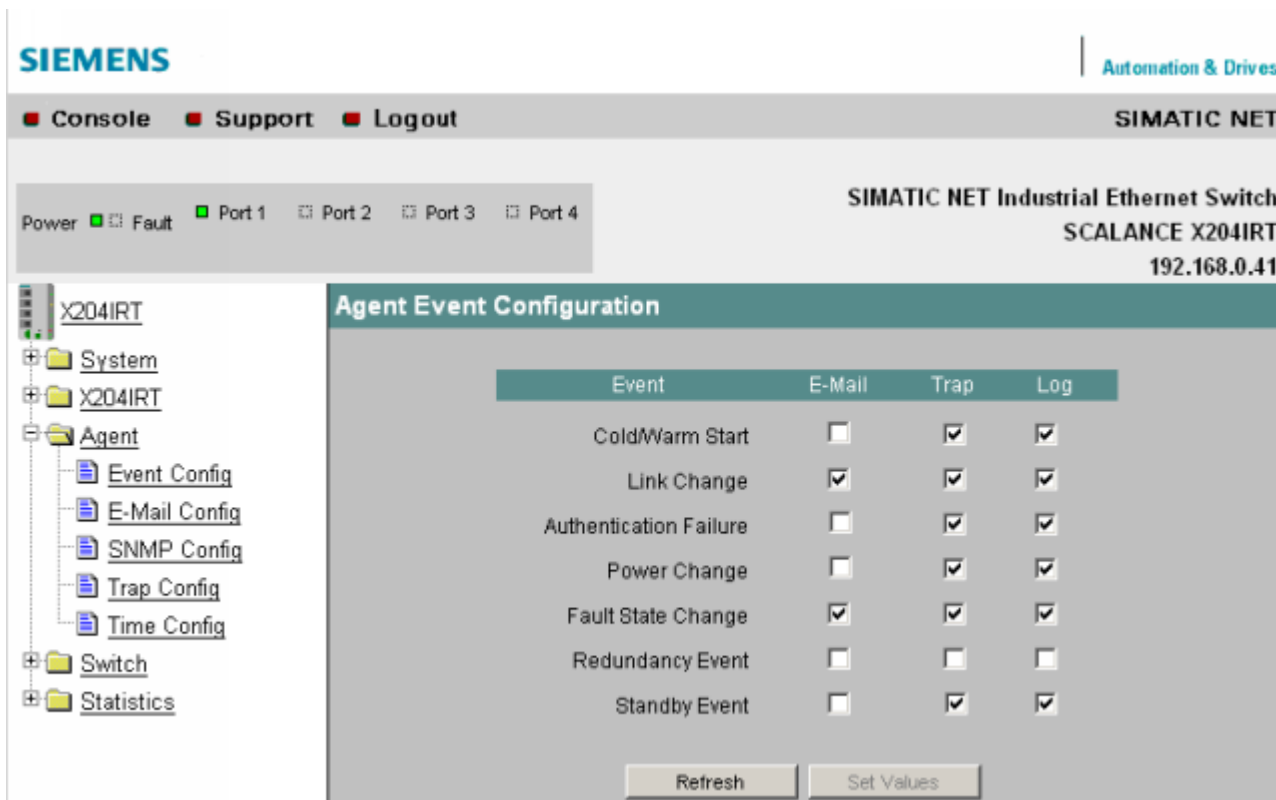 SIEMENS
Automation & Drives
Console Support Logout SIMATIC NET
Power Fault Port 1 Port 2 Port 3 Port 4
SIMATIC NET Industrial Ethernet Switch
SCALANCE X204IRT
192.168.0.41
X204IRT
System
X204IRT
Agent
Event Config
E-Mail Config
SNMP Config
Trap Config
Time Config
Switch
Statistics
Agent Event Configuration
Event E-Mail Trap Log
Cold/Warm Start
Link Change
Authentication Failure
Power Change
Fault State Change
Redundancy Event
Standby Event
Refresh Set Values